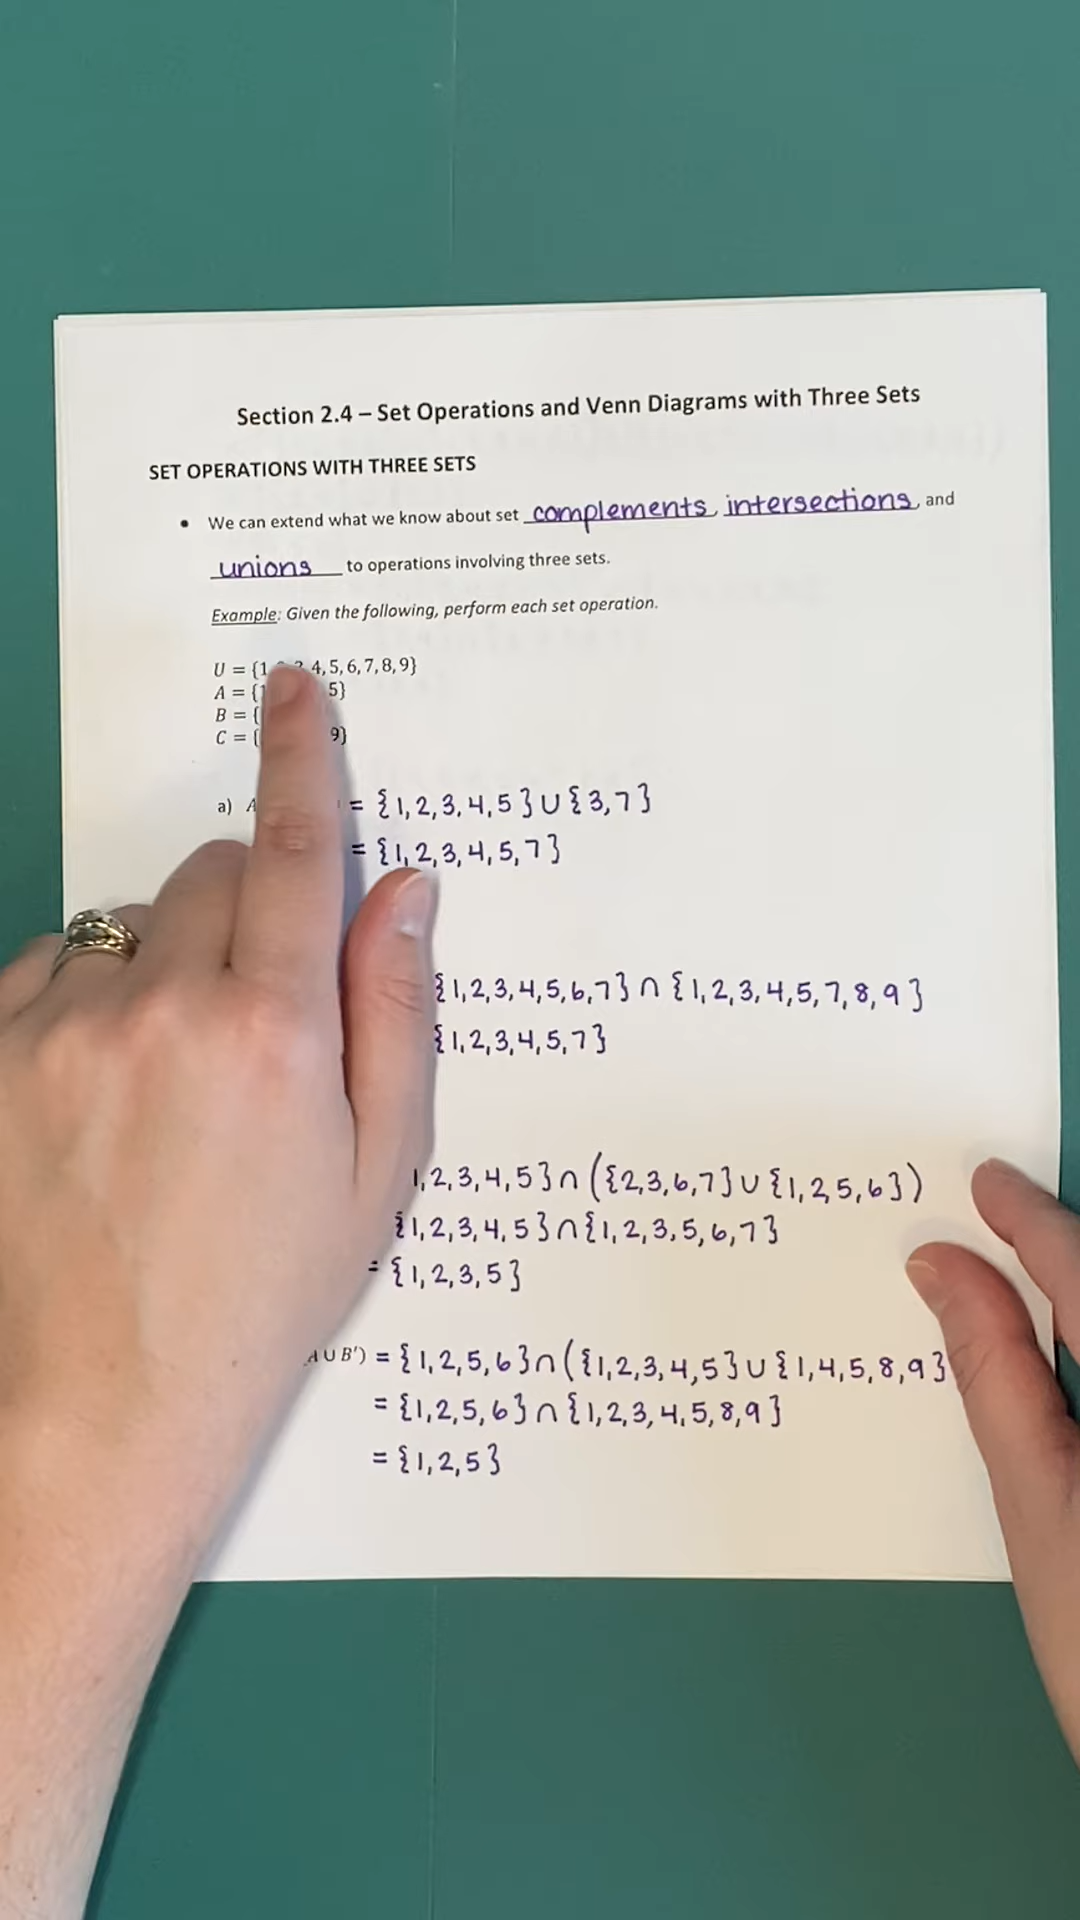 Section 2.4 – Set Operations and Venn Diagrams with Three Sets
SET OPERATIONS WITH THREE SETS
• We can extend what we know about set complements, intersections, and
unions to operations involving three sets.
Example: Given the following, perform each set operation.
U = {1, 4, 5, 6, 7, 8, 9}
A = { 5}
B = {
C = { 9}
a) A = {1,2,3,4,5} ∪ {3,7}
= {1,2,3,4,5,7}
{1,2,3,4,5,6,7} ∩ {1,2,3,4,5,7,8,9}
{1,2,3,4,5,7}
1,2,3,4,5} ∩ ({2,3,6,7} ∪ {1,2,5,6})
{1,2,3,4,5} ∩ {1,2,3,5,6,7}
= {1,2,3,5}
A ∪ B′) = {1,2,5,6} ∩ ({1,2,3,4,5} ∪ {1,4,5,8,9}
= {1,2,5,6} ∩ {1,2,3,4,5,8,9}
= {1,2,5}